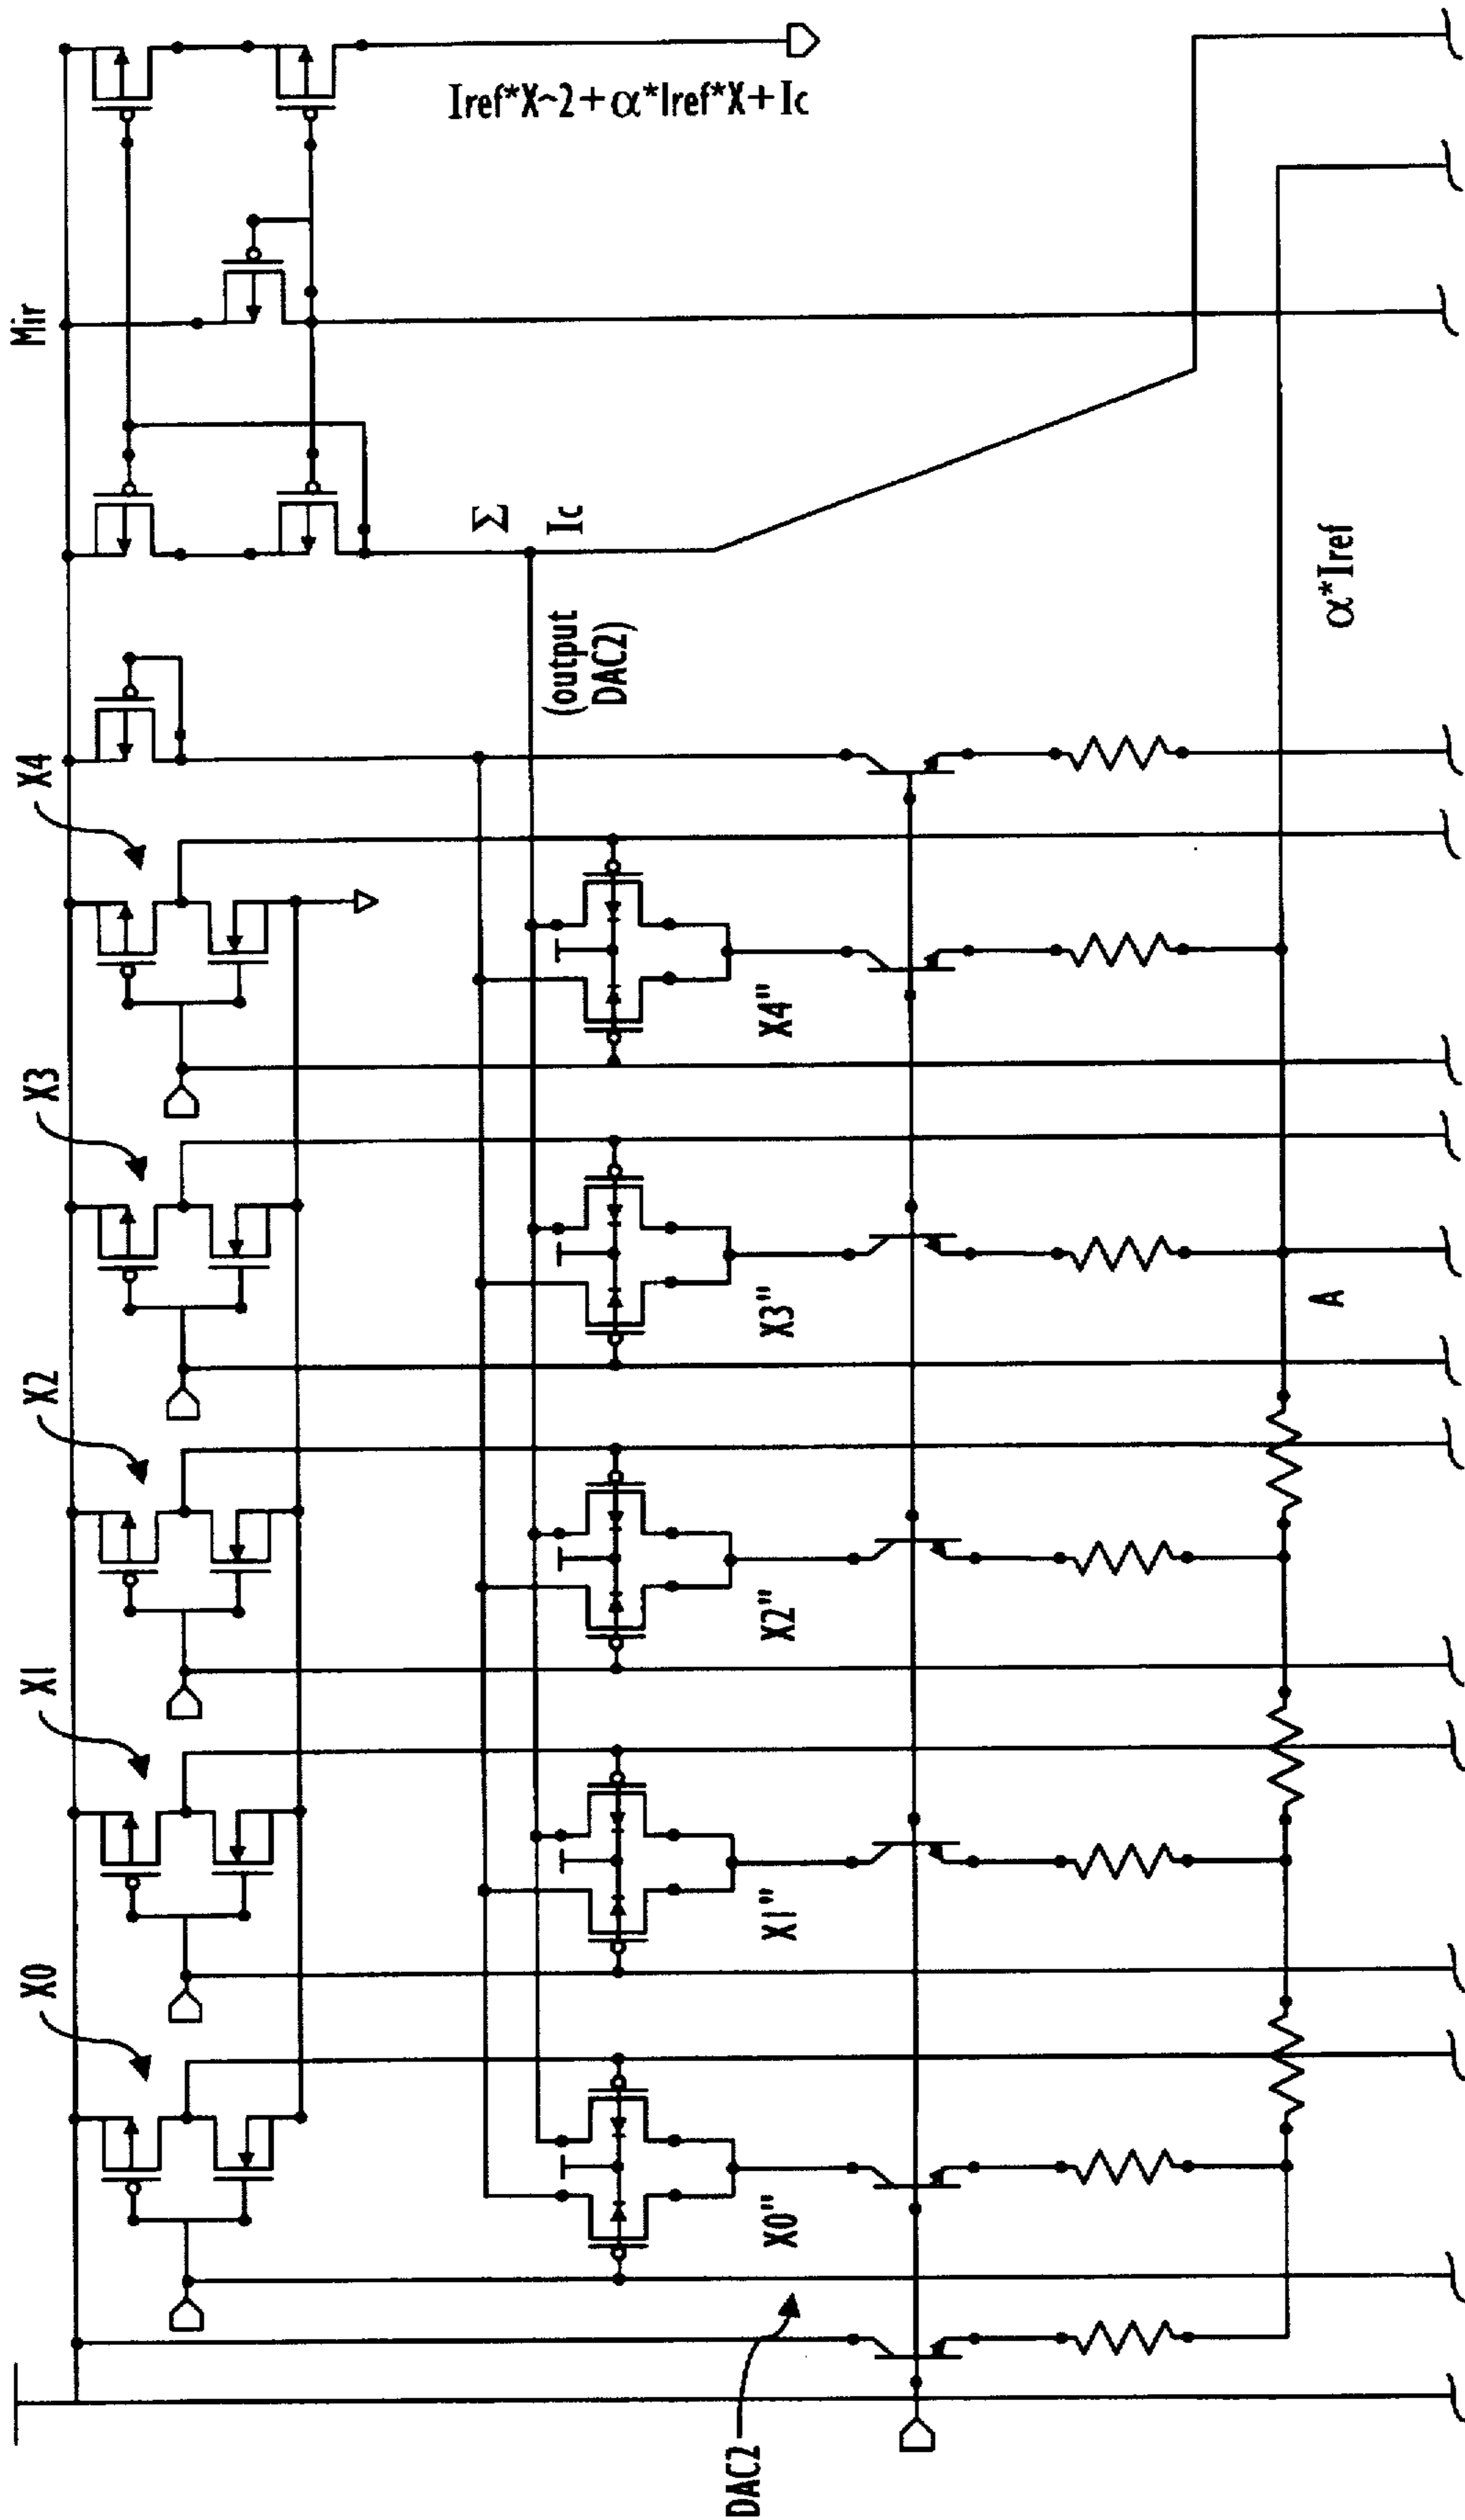 Mir
Iref*X~2+α*Iref*X+Ic
Σ
Ic
(output
DAC2)
α*Iref
X4
X3
X2
X1
X0
X4"
X3"
X2"
X1"
X0"
A
DAC2